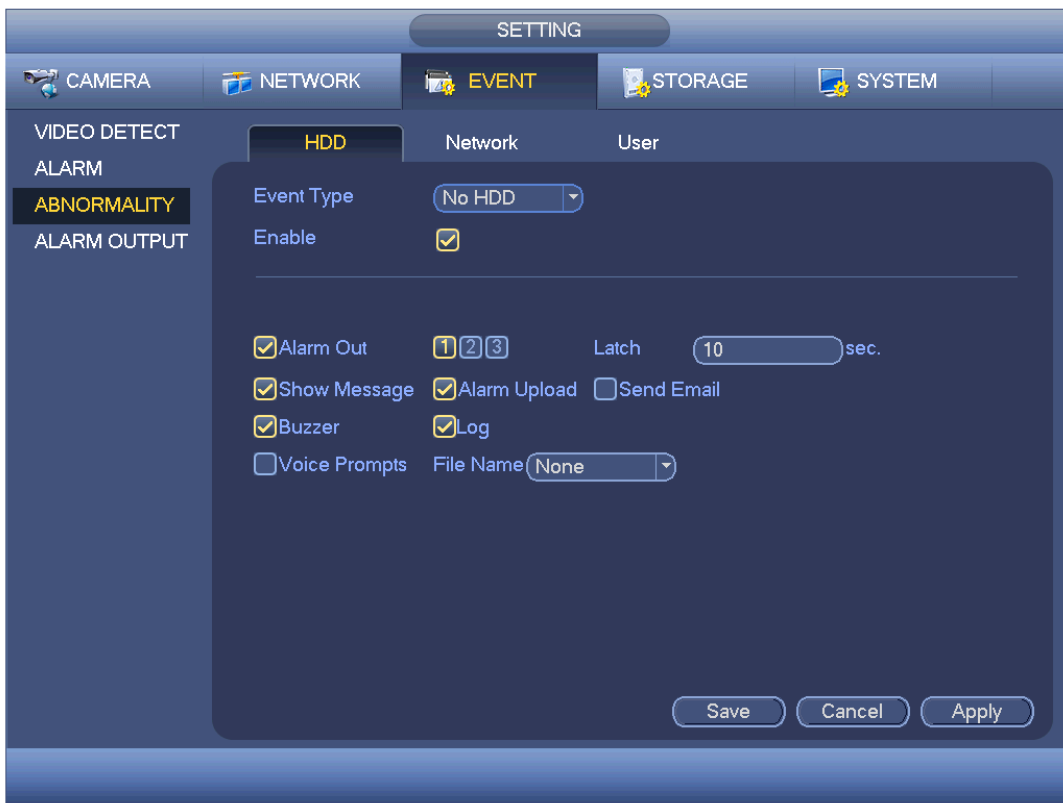 SETTING
CAMERA NETWORK EVENT STORAGE SYSTEM
VIDEO DETECT
ALARM
ABNORMALITY
ALARM OUTPUT
HDD Network User
Event Type No HDD
Enable
Alarm Out 1 2 3 Latch 10 sec.
Show Message Alarm Upload Send Email
Buzzer Log
Voice Prompts File Name None
Save Cancel Apply